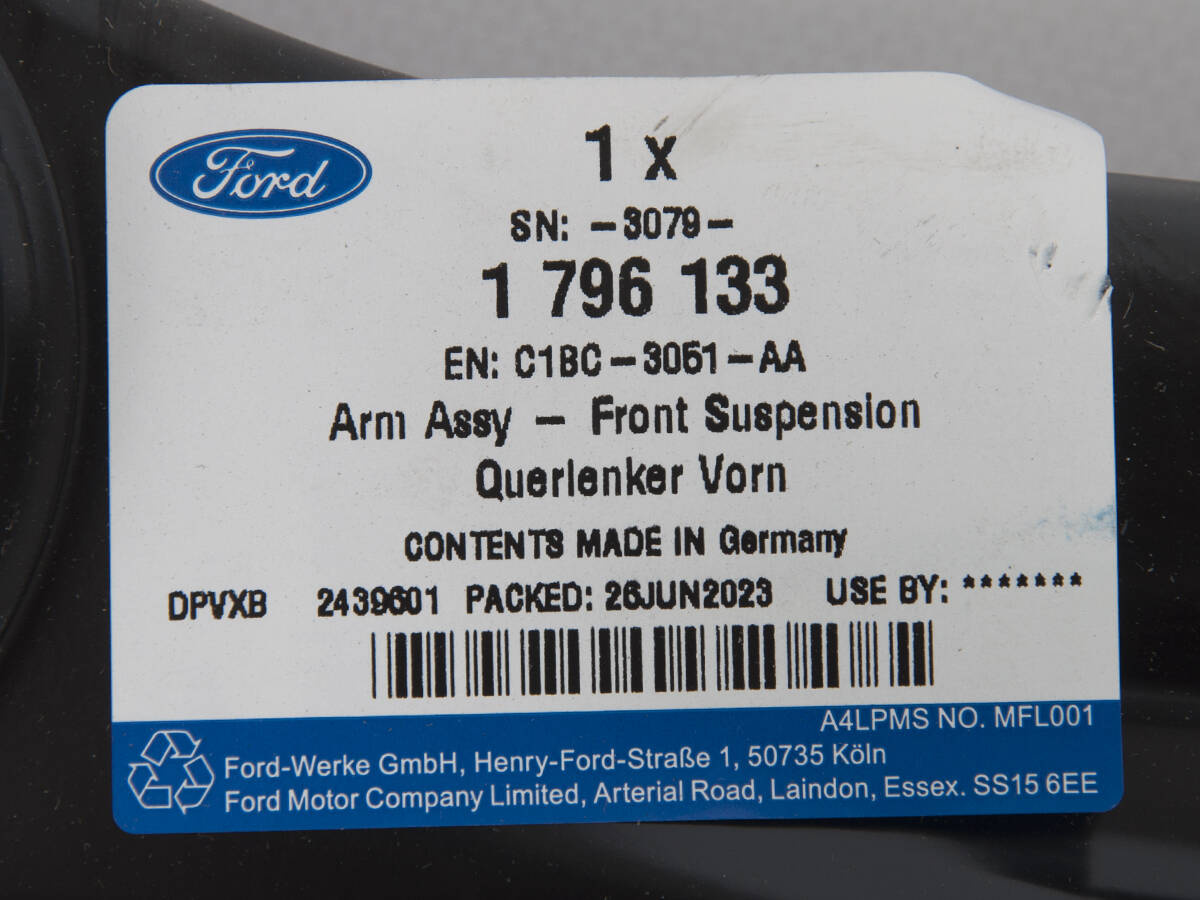 Ford
1 x
SN: -3079-
1 796 133
EN: C1BC-3051-AA
Arm Assy - Front Suspension
Querlenker Vorn
CONTENTS MADE IN Germany
DPVXB 2439601 PACKED: 26JUN2023 USE BY: *******
A4LPMS NO. MFL001
Ford-Werke GmbH, Henry-Ford-Straße 1, 50735 Köln
Ford Motor Company Limited, Arterial Road, Laindon, Essex. SS15 6EE